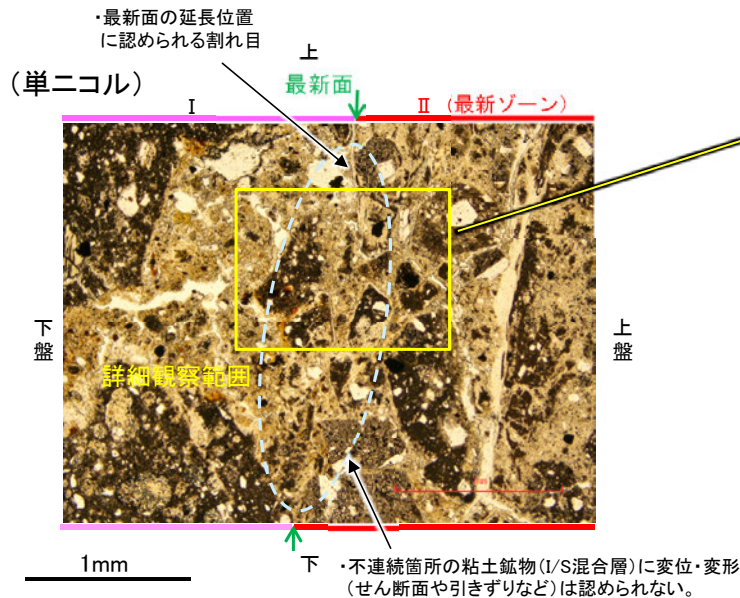 ・最新面の延長位置
に認められる割れ目
上
(単ニコル)
最新面
Ⅰ
Ⅱ (最新ゾーン)
下盤
上盤
詳細観察範囲
下
1mm
・不連続箇所の粘土鉱物(I/S混合層)に変位・変形
(せん断面や引きずりなど)は認められない。